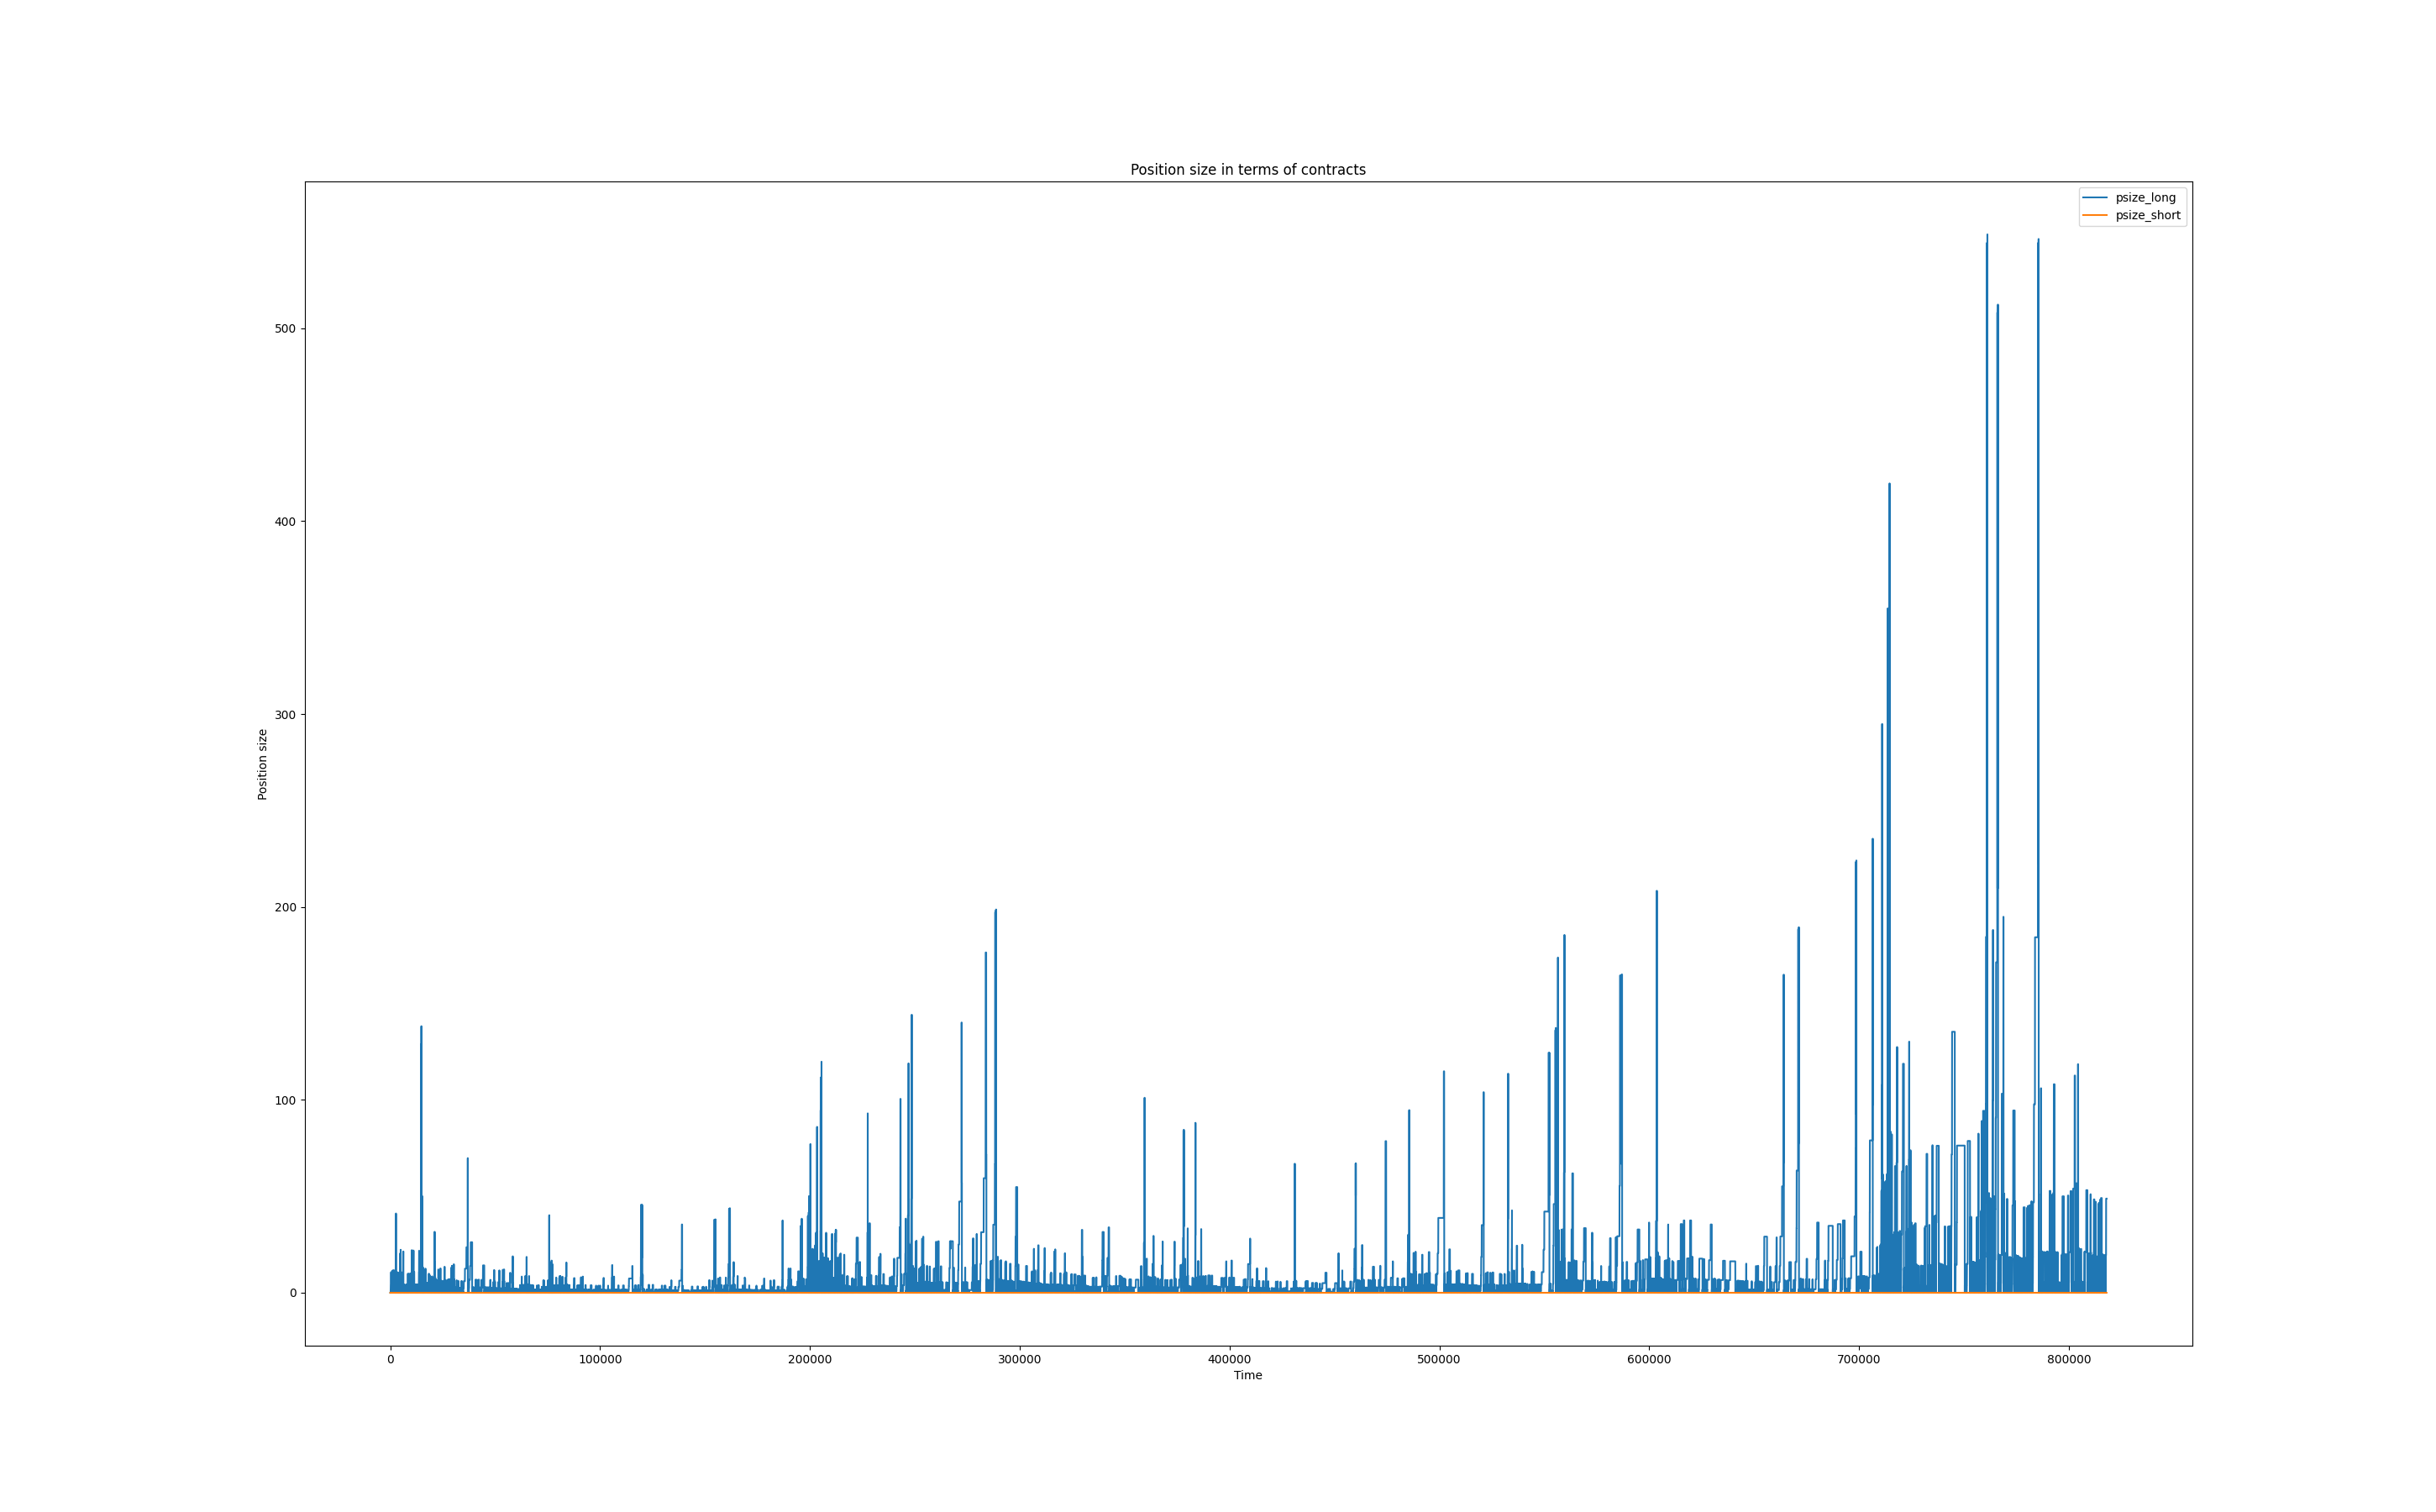 Position size in terms of contracts
psize_long
psize_short
500
400
300
200
100
0
Position size
0 100000 200000 300000 400000 500000 600000 700000 800000
Time